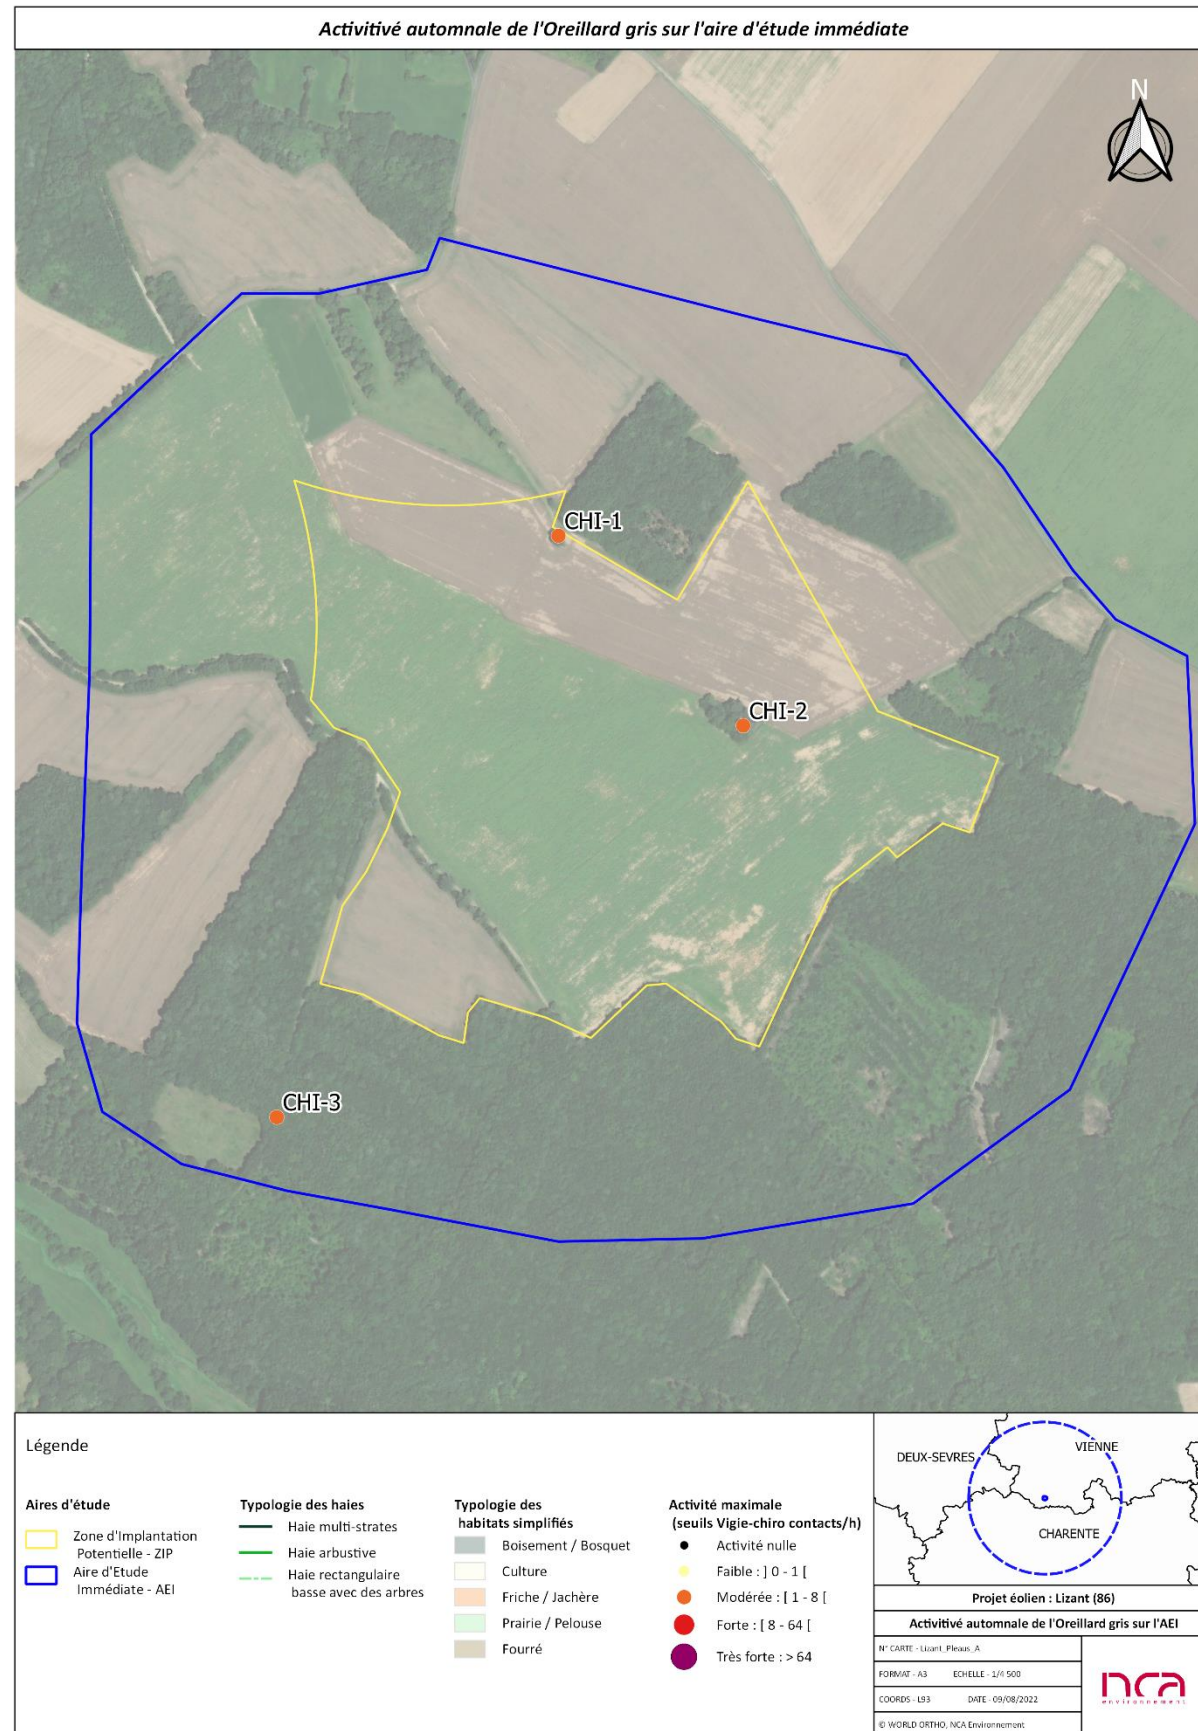 Activitivé automnale de l'Oreillard gris sur l'aire d'étude immédiate
N
CHI-1
CHI-2
CHI-3
Légende
Aires d'étude
Zone d'Implantation
Potentielle - ZIP
Aire d'Etude
Immédiate - AEI
Typologie des haies
Haie multi-strates
Haie arbustive
Haie rectangulaire
basse avec des arbres
Typologie des
habitats simplifiés
Boisement / Bosquet
Culture
Friche / Jachère
Prairie / Pelouse
Fourré
Activité maximale
(seuils Vigie-chiro contacts/h)
Activité nulle
Faible : ] 0 - 1 [
Modérée : [ 1 - 8 [
Forte : [ 8 - 64 [
Très forte : > 64
DEUX-SEVRES
VIENNE
CHARENTE
Projet éolien : Lizant (86)
Activitivé automnale de l'Oreillard gris sur l'AEI
N° CARTE - Lizant_Pleaus_A
FORMAT - A3 ECHELLE - 1/4 500
COORDS - L93 DATE - 09/08/2022
© WORLD ORTHO, NCA Environnement
nca
environnement